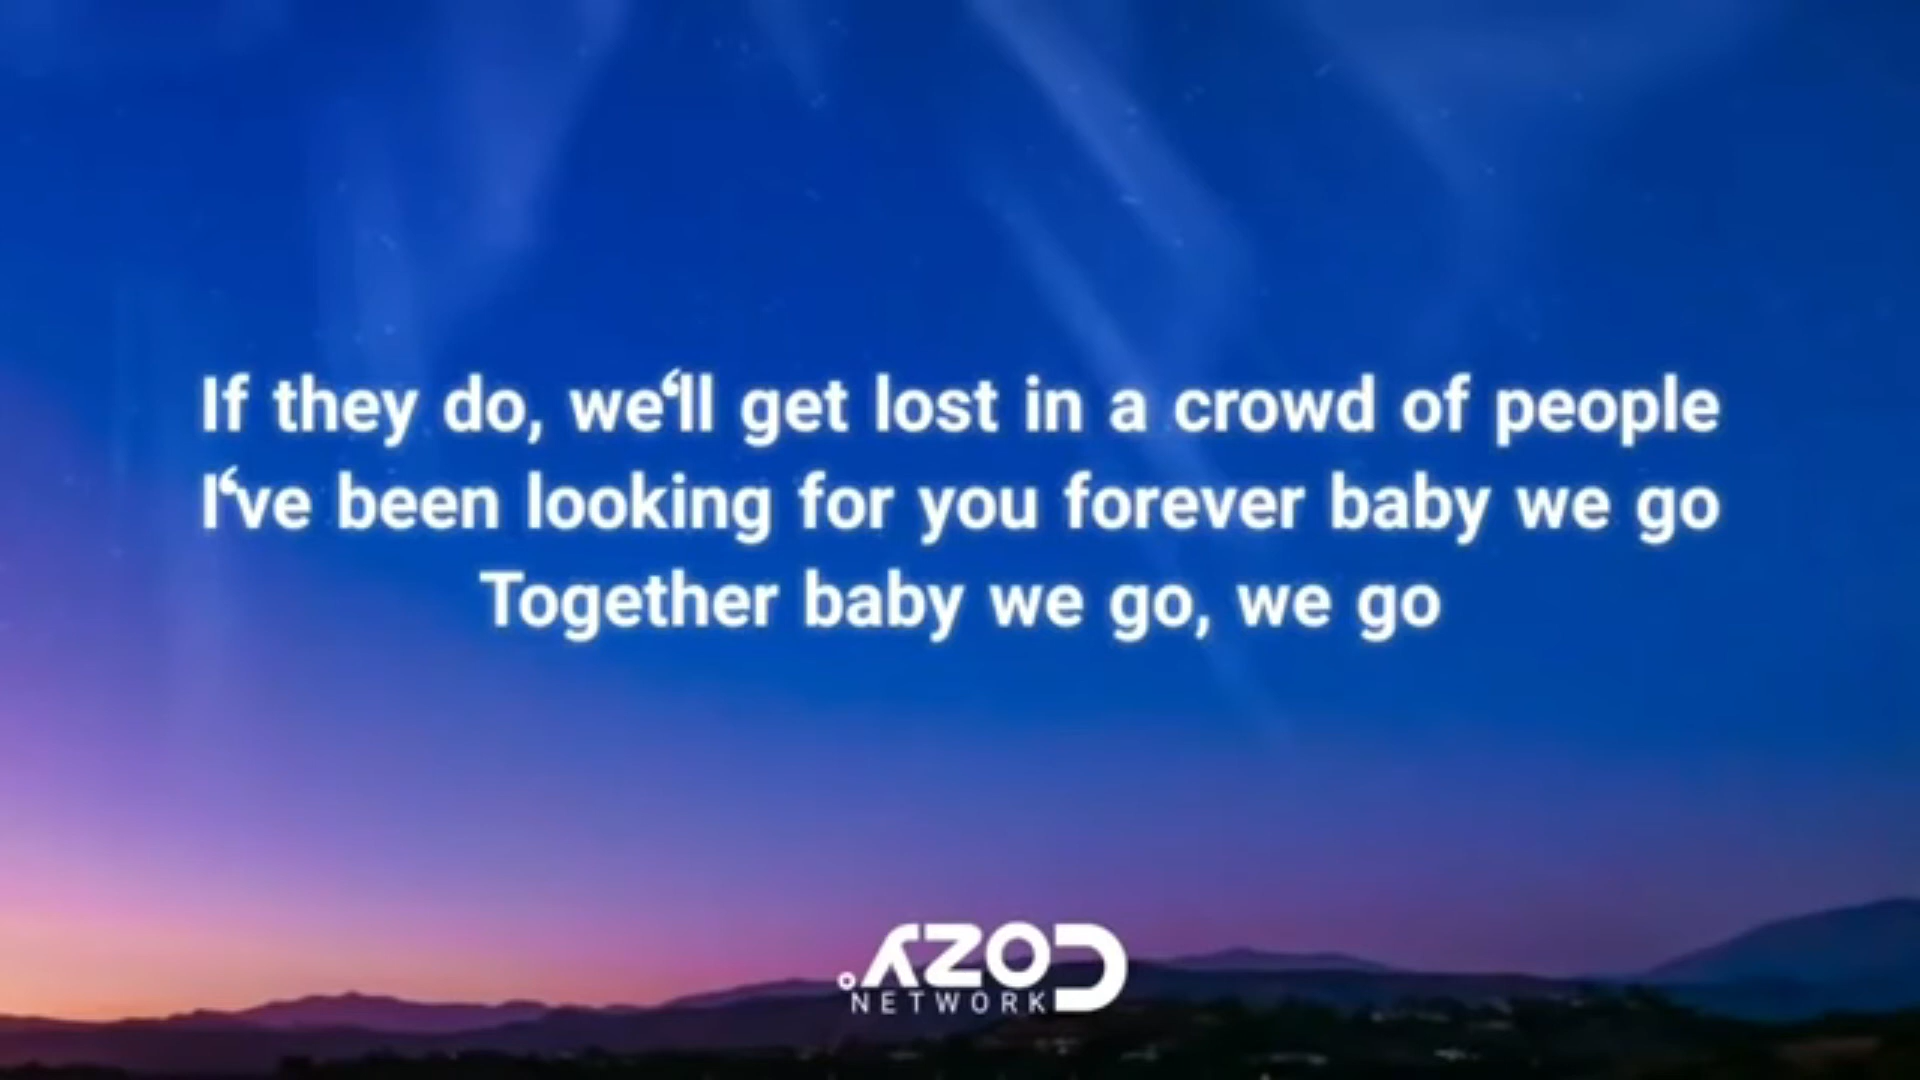 If they do, we‘ll get lost in a crowd of people
I‘ve been looking for you forever baby we go
Together baby we go, we go
COZY
NETWORK